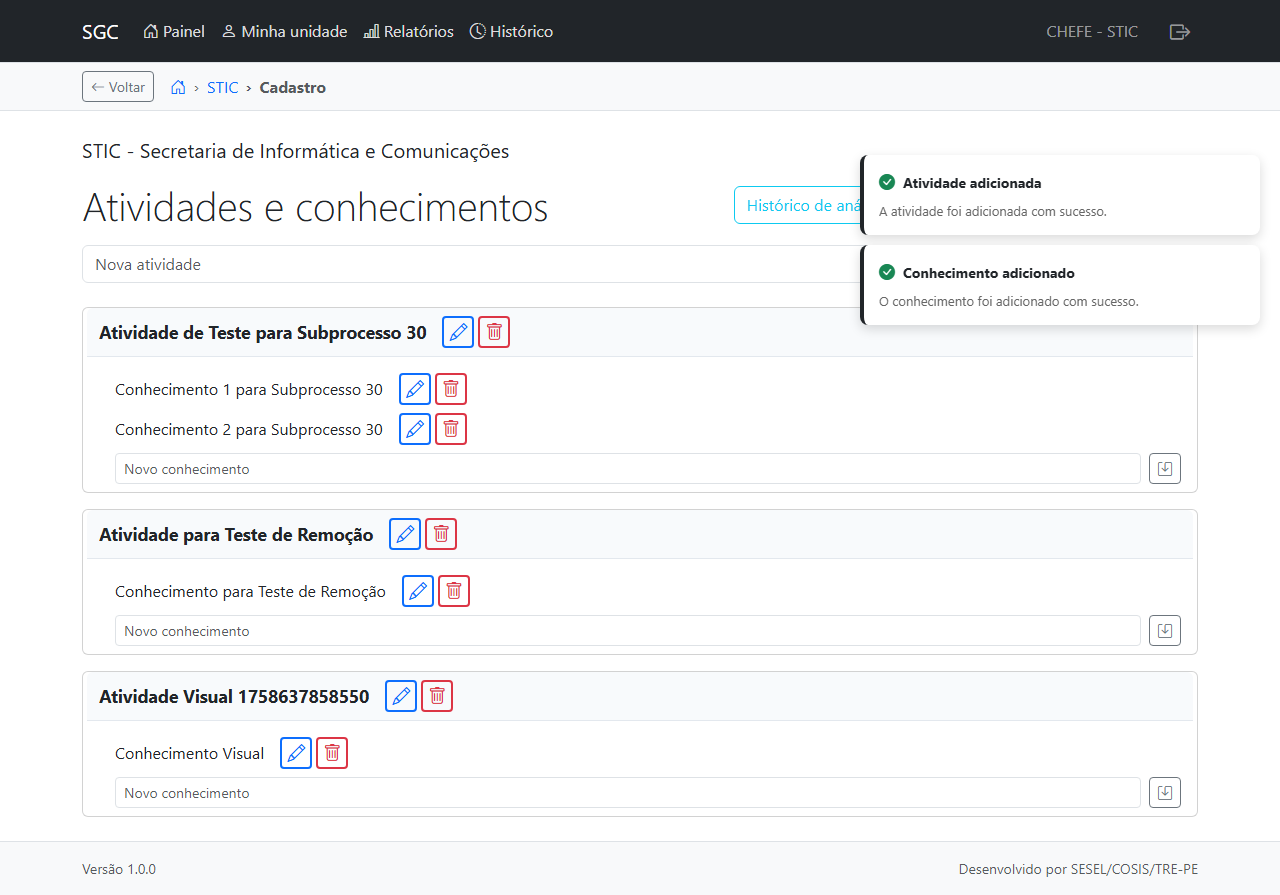 SGC Painel Minha unidade Relatórios Histórico CHEFE - STIC
Voltar › STIC › Cadastro
STIC - Secretaria de Informática e Comunicações
Atividades e conhecimentos
Histórico de aná
Atividade adicionada
A atividade foi adicionada com sucesso.
Nova atividade
Conhecimento adicionado
O conhecimento foi adicionado com sucesso.
Atividade de Teste para Subprocesso 30
Conhecimento 1 para Subprocesso 30
Conhecimento 2 para Subprocesso 30
Novo conhecimento
Atividade para Teste de Remoção
Conhecimento para Teste de Remoção
Novo conhecimento
Atividade Visual 1758637858550
Conhecimento Visual
Novo conhecimento
Versão 1.0.0
Desenvolvido por SESEL/COSIS/TRE-PE